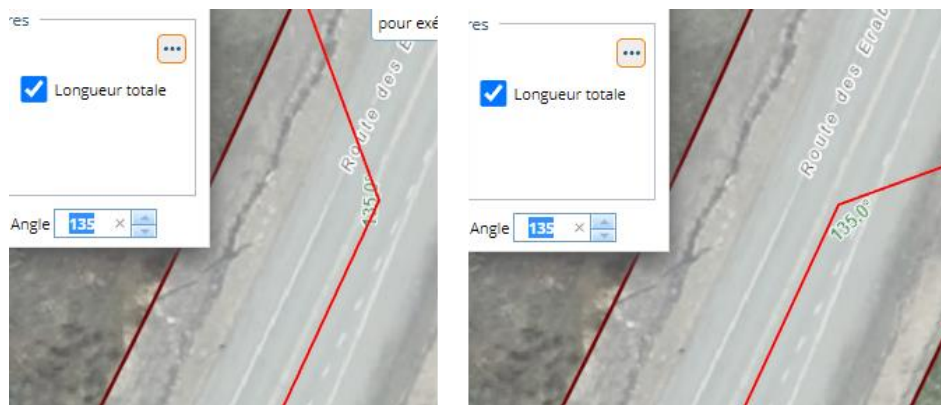 res
pour exé
...
Longueur totale
Route des E
135.0°
Angle 135 ×
res
...
Longueur totale
Route des Erab
135.0°
Angle 135 ×